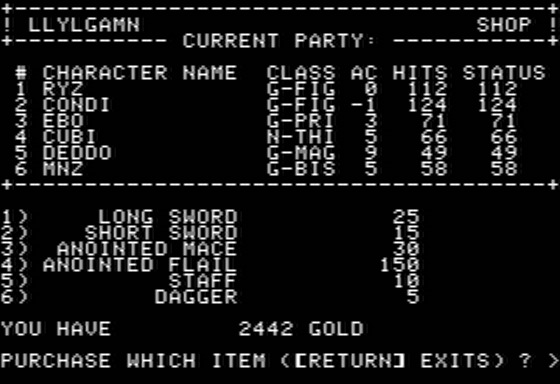 ! LLYLGAMN SHOP !
CURRENT PARTY:
# CHARACTER NAME CLASS AC HITS STATUS
1 RYZ G-FIG 0 112 112
2 CONDI G-FIG -1 124 124
3 EBO G-PRI 3 71 71
4 CUBI N-THI 5 66 66
5 DEDDO G-MAG 9 49 49
6 MNZ G-BIS 5 58 58
1) LONG SWORD 25
2) SHORT SWORD 15
3) ANOINTED MACE 30
4) ANOINTED FLAIL 150
5) STAFF 10
6) DAGGER 5
YOU HAVE 2442 GOLD
PURCHASE WHICH ITEM ([RETURN] EXITS) ? >